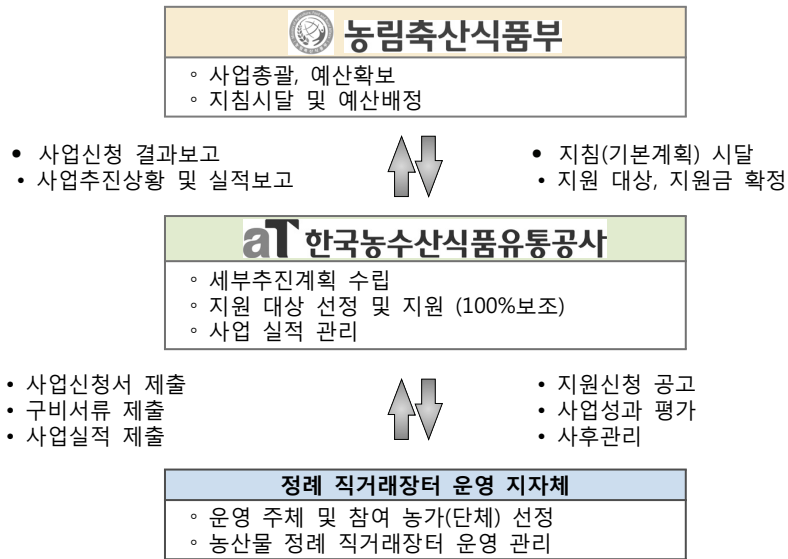 농림축산식품부
◦ 사업총괄, 예산확보
◦ 지침시달 및 예산배정
• 사업신청 결과보고
• 사업추진상황 및 실적보고
• 지침(기본계획) 시달
• 지원 대상, 지원금 확정
aT 한국농수산식품유통공사
◦ 세부추진계획 수립
◦ 지원 대상 선정 및 지원 (100%보조)
◦ 사업 실적 관리
• 사업신청서 제출
• 구비서류 제출
• 사업실적 제출
• 지원신청 공고
• 사업성과 평가
• 사후관리
정례 직거래장터 운영 지자체
◦ 운영 주체 및 참여 농가(단체) 선정
◦ 농산물 정례 직거래장터 운영 관리